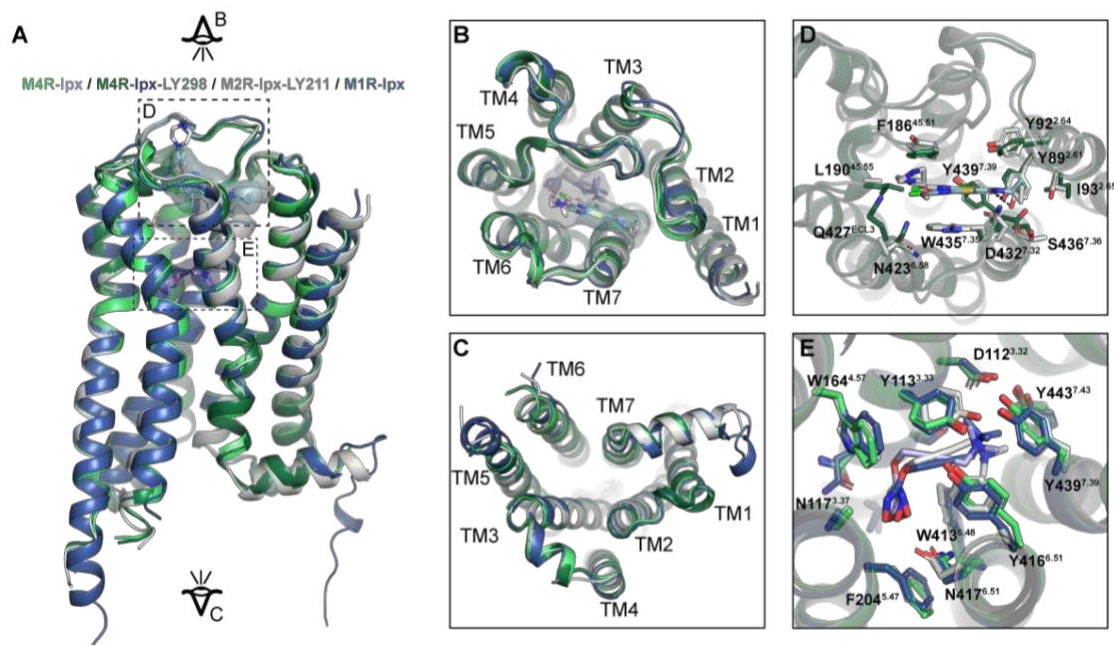 A
B
M4R-Ipx / M4R-Ipx-LY298 / M2R-Ipx-LY211 / M1R-Ipx
D
E
C
B
TM3
TM4
TM5
TM2
TM1
TM6
TM7
C
TM6
TM7
TM5
TM1
TM3
TM2
TM4
D
F186^45.51
Y92^2.64
Y89^2.61
L190^45.55
Y439^7.39
I93^2.65
Q427^ECL3
W435^7.35
D432^7.32
S436^7.36
N423^6.58
E
D112^3.32
W164^4.57
Y113^3.33
Y443^7.43
Y439^7.39
N117^3.37
W413^6.48
Y416^6.51
F204^5.47
N417^6.51